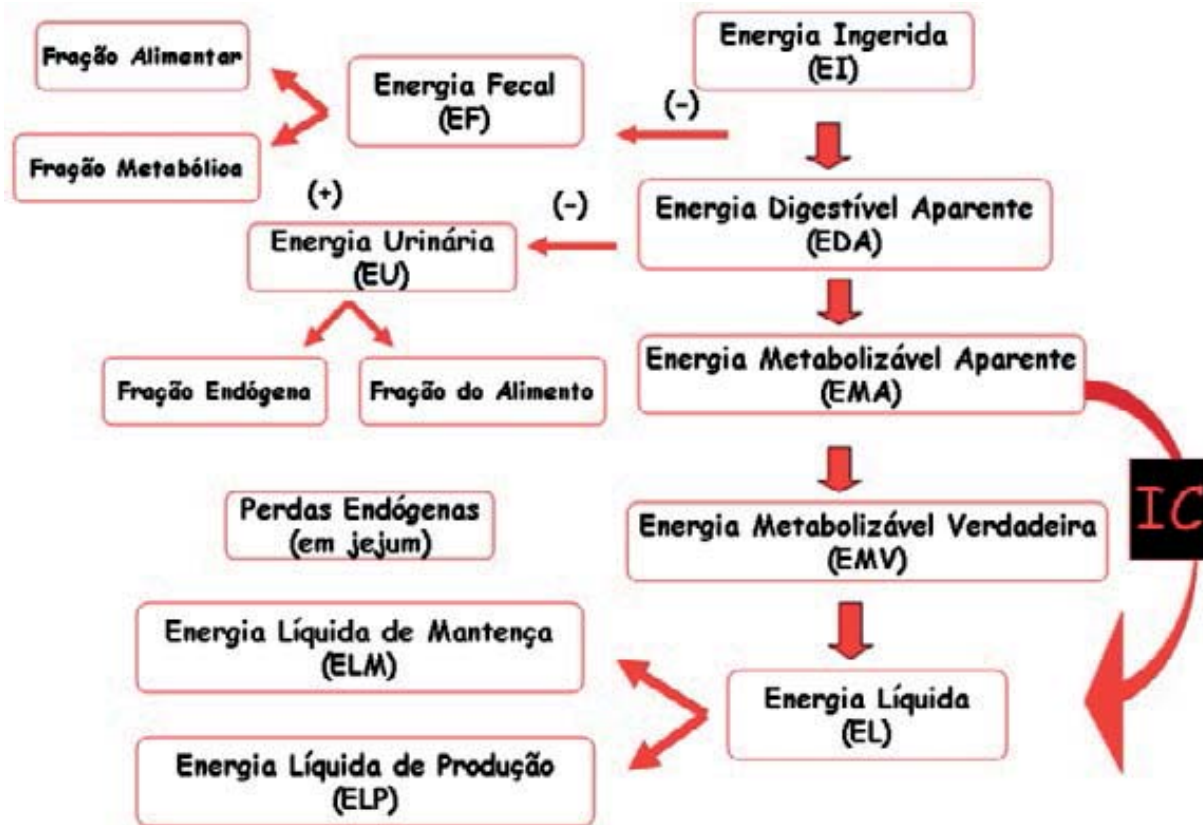 Energia Ingerida
(EI)
Fração Alimentar
Energia Fecal
(EF)
(-)
Fração Metabólica
(+)
(-)
Energia Digestível Aparente
(EDA)
Energia Urinária
(EU)
Energia Metabolizável Aparente
(EMA)
Fração Endógena
Fração do Alimento
IC
Perdas Endógenas
(em jejum)
Energia Metabolizável Verdadeira
(EMV)
Energia Líquida de Mantença
(ELM)
Energia Líquida
(EL)
Energia Líquida de Produção
(ELP)